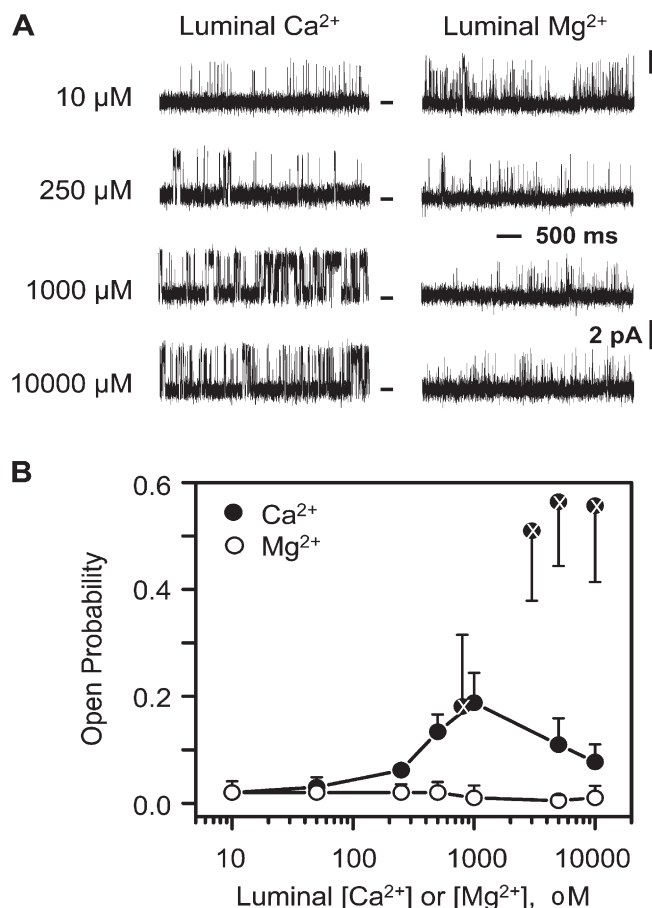 A
Luminal Ca²⁺ Luminal Mg²⁺
10 µM
250 µM
500 ms
1000 µM
2 pA
10000 µM
B
0.6
Ca²⁺
Mg²⁺
0.4
0.2
0.0
Open Probability
10 100 1000 10000
Luminal [Ca²⁺] or [Mg²⁺], oM